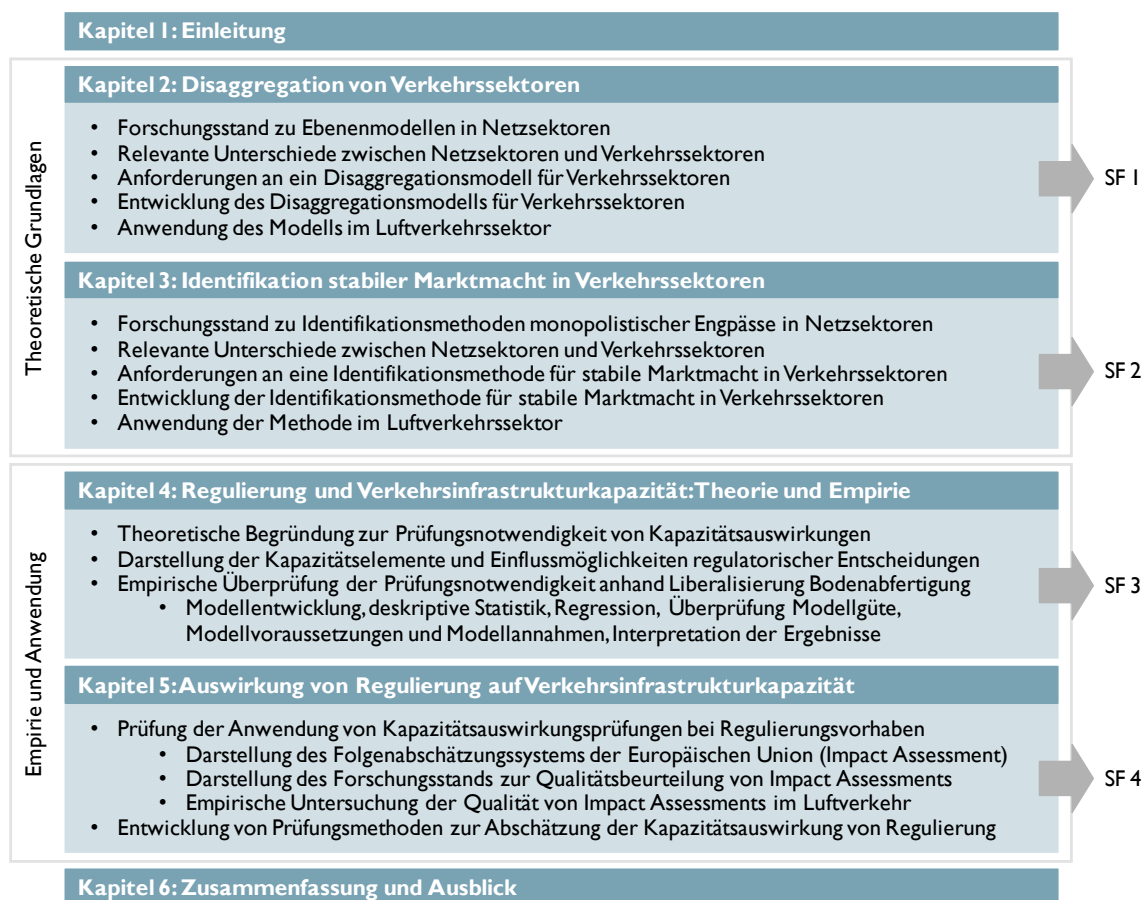 Kapitel 1: Einleitung
Theoretische Grundlagen
Kapitel 2: Disaggregation von Verkehrssektoren
• Forschungsstand zu Ebenenmodellen in Netzsektoren
• Relevante Unterschiede zwischen Netzsektoren und Verkehrssektoren
• Anforderungen an ein Disaggregationsmodell für Verkehrssektoren
• Entwicklung des Disaggregationsmodells für Verkehrssektoren
• Anwendung des Modells im Luftverkehrssektor
SF 1
Kapitel 3: Identifikation stabiler Marktmacht in Verkehrssektoren
• Forschungsstand zu Identifikationsmethoden monopolistischer Engpässe in Netzsektoren
• Relevante Unterschiede zwischen Netzsektoren und Verkehrssektoren
• Anforderungen an eine Identifikationsmethode für stabile Marktmacht in Verkehrssektoren
• Entwicklung der Identifikationsmethode für stabile Marktmacht in Verkehrssektoren
• Anwendung der Methode im Luftverkehrssektor
SF 2
Empirie und Anwendung
Kapitel 4: Regulierung und Verkehrsinfrastrukturkapazität: Theorie und Empirie
• Theoretische Begründung zur Prüfungsnotwendigkeit von Kapazitätsauswirkungen
• Darstellung der Kapazitätselemente und Einflussmöglichkeiten regulatorischer Entscheidungen
• Empirische Überprüfung der Prüfungsnotwendigkeit anhand Liberalisierung Bodenabfertigung
• Modellentwicklung, deskriptive Statistik, Regression, Überprüfung Modellgüte,
Modellvoraussetzungen und Modellannahmen, Interpretation der Ergebnisse
SF 3
Kapitel 5: Auswirkung von Regulierung auf Verkehrsinfrastrukturkapazität
• Prüfung der Anwendung von Kapazitätsauswirkungsprüfungen bei Regulierungsvorhaben
• Darstellung des Folgenabschätzungssystems der Europäischen Union (Impact Assessment)
• Darstellung des Forschungsstands zur Qualitätsbeurteilung von Impact Assessments
• Empirische Untersuchung der Qualität von Impact Assessments im Luftverkehr
• Entwicklung von Prüfungsmethoden zur Abschätzung der Kapazitätsauswirkung von Regulierung
SF 4
Kapitel 6: Zusammenfassung und Ausblick